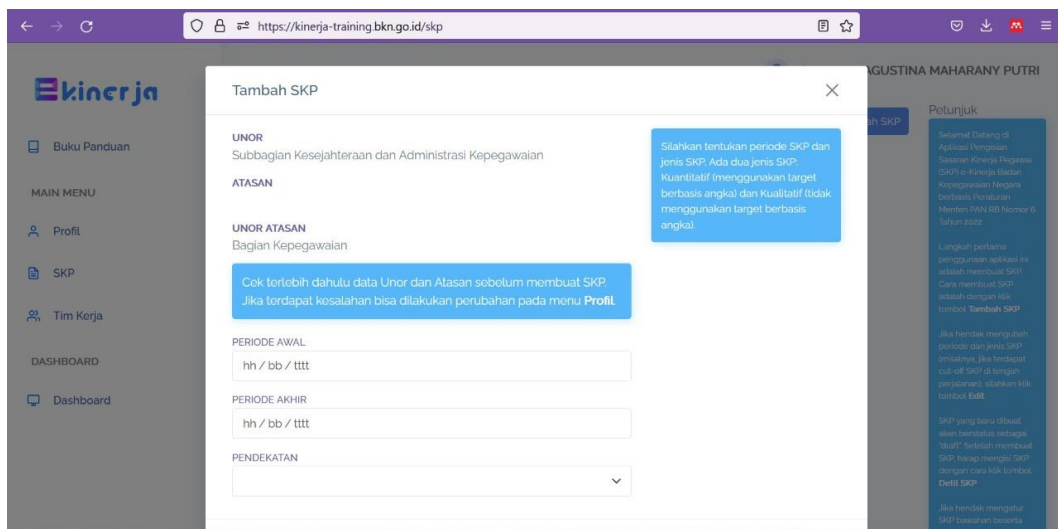 https://kinerja-training.bkn.go.id/skp
Ekinerja
Buku Panduan
MAIN MENU
Profil
SKP
Tim Kerja
DASHBOARD
Dashboard
Tambah SKP
UNOR
Subbagian Kesejahteraan dan Administrasi Kepegawaian
ATASAN
UNOR ATASAN
Bagian Kepegawaian
Cek terlebih dahulu data Unor dan Atasan sebelum membuat SKP.
Jika terdapat kesalahan bisa dilakukan perubahan pada menu Profil.
PERIODE AWAL
hh / bb / tttt
PERIODE AKHIR
hh / bb / tttt
PENDEKATAN
Silahkan tentukan periode SKP dan
jenis SKP. Ada dua jenis SKP:
Kuantitatif (menggunakan target
berbasis angka) dan Kualitatif (tidak
menggunakan target berbasis
angka).
AGUSTINA MAHARANY PUTRI
ah SKP
Petunjuk
Selamat Datang di
Aplikasi Pengisian
Sasaran Kinerja Pegawai
(SKP) e-Kinerja Badan
Kepegawaian Negara
berbasis Peraturan
Menteri PAN RB Nomor 6
Tahun 2022
Langkah pertama
penggunaan aplikasi ini
adalah membuat SKP.
Cara membuat SKP
adalah dengan klik
tombol Tambah SKP
Jika hendak mengubah
periode dan jenis SKP
(misalnya, jika terdapat
cut-off SKP di tengah
perjalanan), silahkan klik
tombol Edit
SKP yang baru dibuat
akan berstatus sebagai
"draft". Setelah membuat
SKP, harap mengisi SKP
dengan cara klik tombol
Detil SKP
Jika hendak mengatur
SKP bawahan beserta